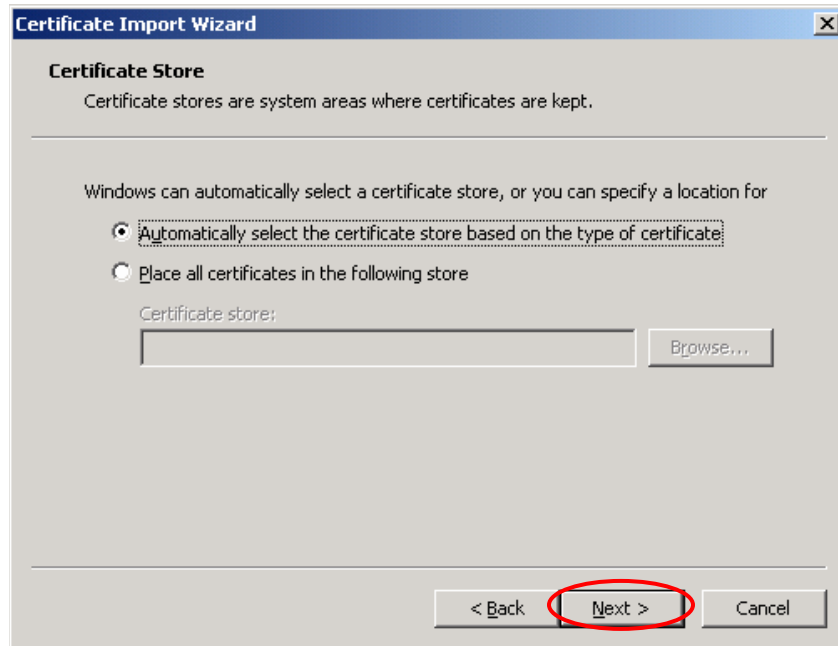 Certificate Import Wizard
Certificate Store
Certificate stores are system areas where certificates are kept.
Windows can automatically select a certificate store, or you can specify a location for
Automatically select the certificate store based on the type of certificate
Place all certificates in the following store
Certificate store:
Browse...
< Back Next > Cancel